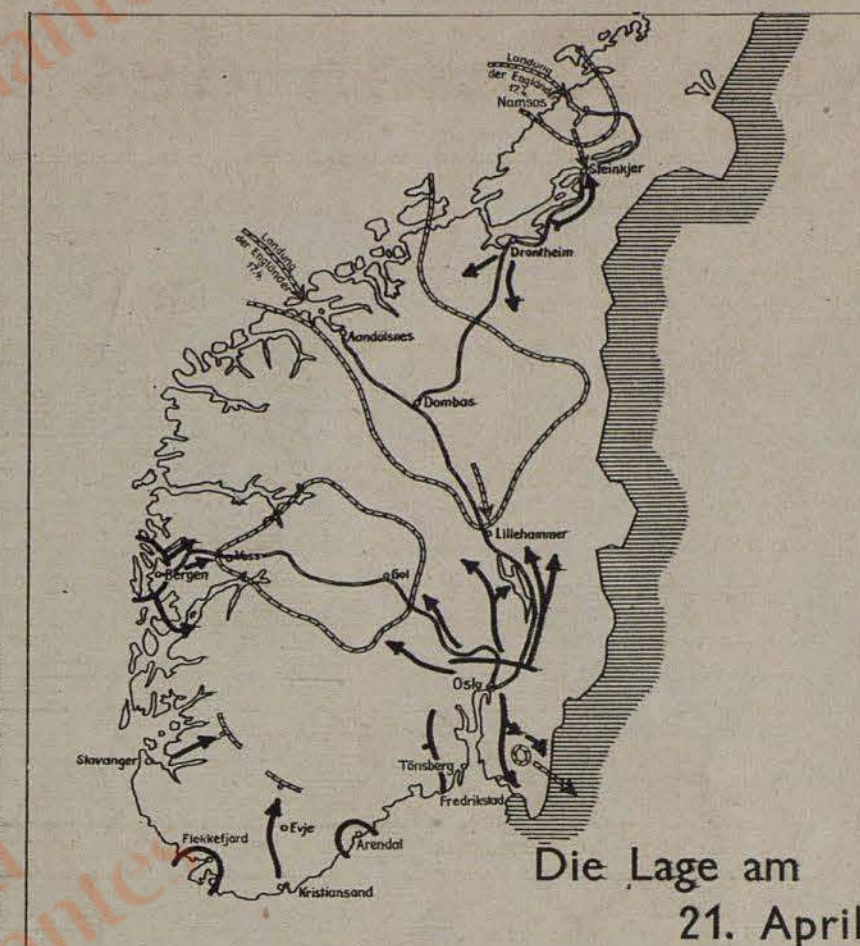 Landung
der Engländer
17.4.
Namsos
Steinkjer
Landung
der Engländer
17.4.
Drontheim
Aandalsnes
Dombas
Lillehammer
Voss
Bergen
Gol
Oslo
Stavanger
Tönsberg
Fredrikstad
Evje
Flekkefjord
Arendal
Kristiansand
Die Lage am
21. April